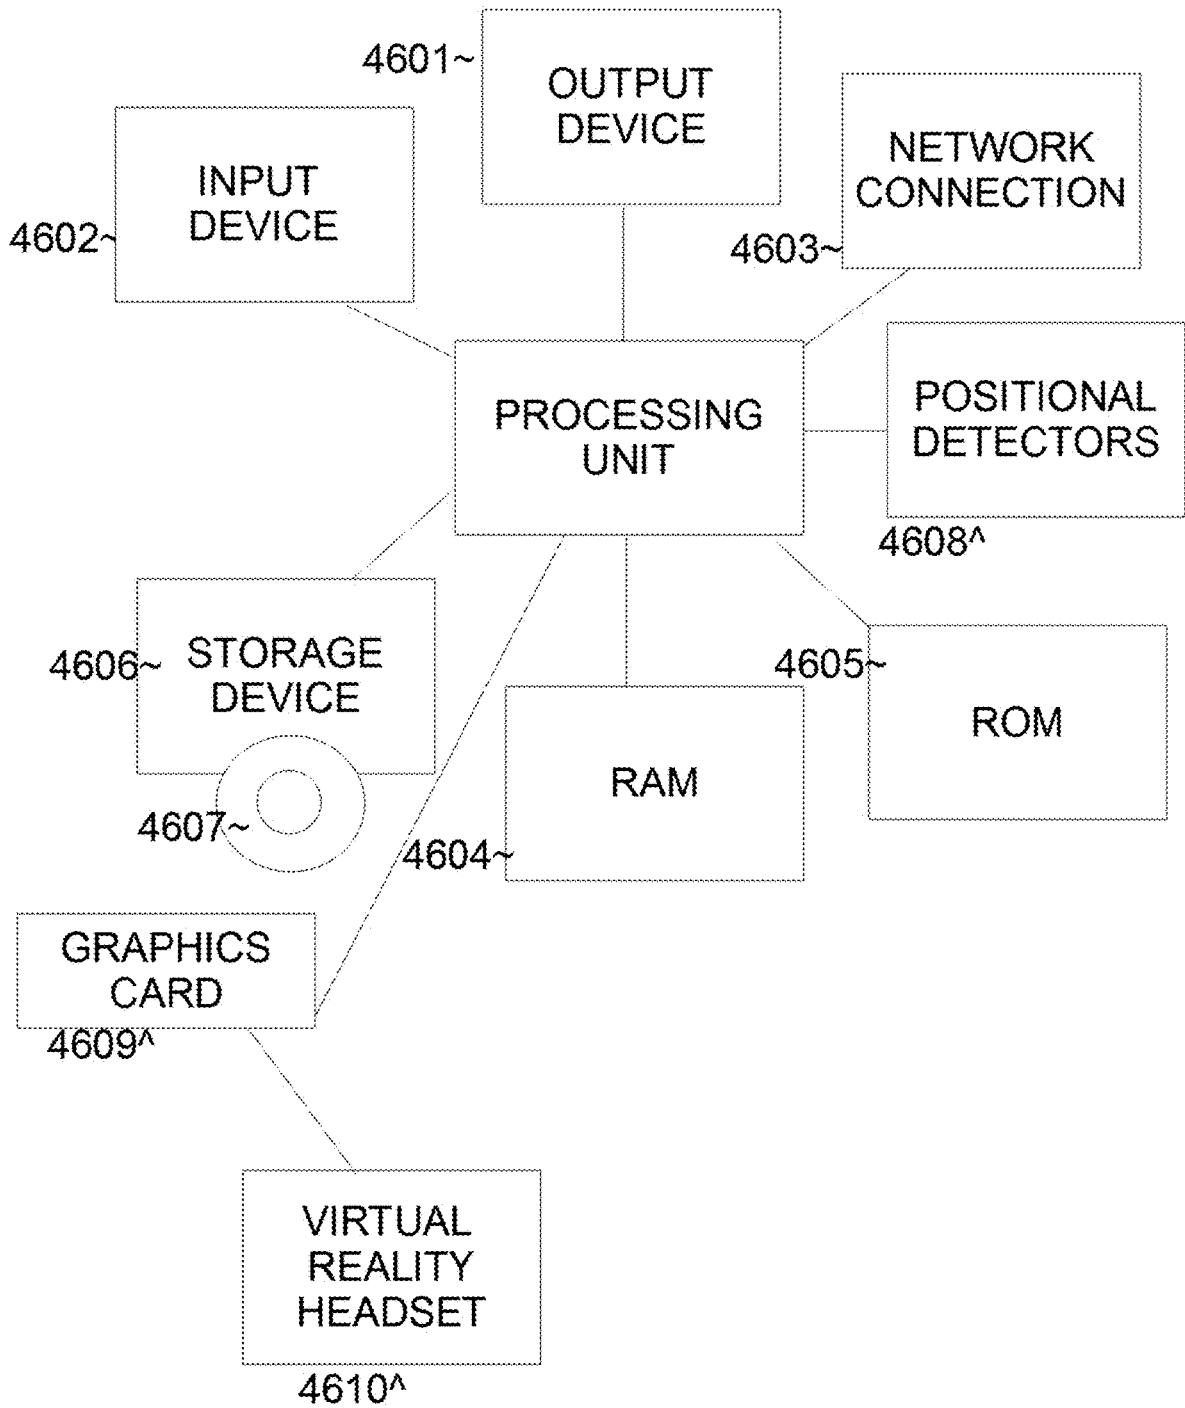 4601~
OUTPUT
DEVICE
INPUT
DEVICE
4602~
NETWORK
CONNECTION
4603~
PROCESSING
UNIT
POSITIONAL
DETECTORS
4608^
STORAGE
DEVICE
4606~
4607~
RAM
4604~
4605~
ROM
GRAPHICS
CARD
4609^
VIRTUAL
REALITY
HEADSET
4610^